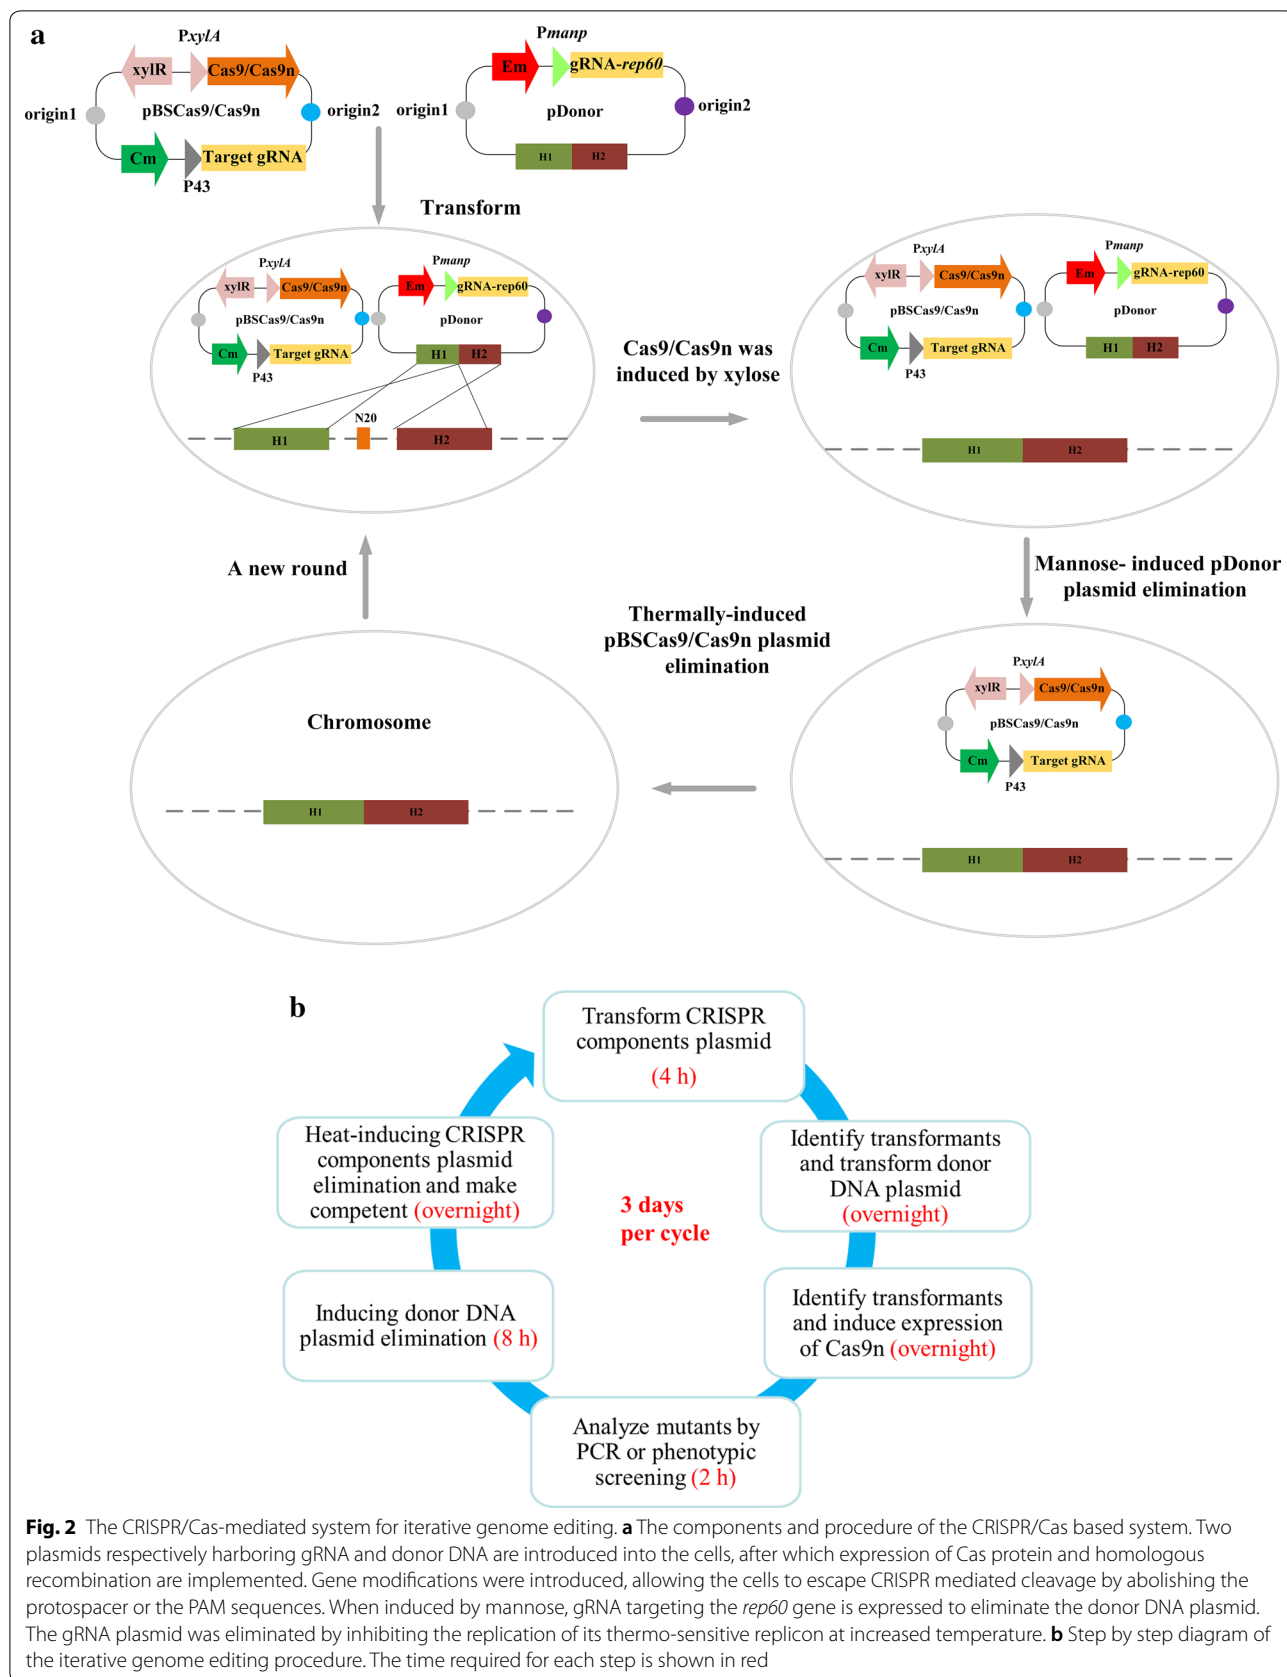 a
PxylA
xylR
Cas9/Cas9n
origin1
pBSCas9/Cas9n
origin2
Cm
Target gRNA
P43
Pmanp
Em
gRNA-rep60
origin1
pDonor
origin2
H1
H2
Transform
PxylA
xylR
Cas9/Cas9n
pBSCas9/Cas9n
Cm
Target gRNA
P43
Pmanp
Em
gRNA-rep60
pDonor
H1
H2
N20
H1
H2
Cas9/Cas9n was
induced by xylose
PxylA
xylR
Cas9/Cas9n
pBSCas9/Cas9n
Cm
Target gRNA
P43
Pmanp
Em
gRNA-rep60
pDonor
H1
H2
H1
H2
Mannose- induced pDonor
plasmid elimination
PxylA
xylR
Cas9/Cas9n
pBSCas9/Cas9n
Cm
Target gRNA
P43
H1
H2
Thermally-induced
pBSCas9/Cas9n plasmid
elimination
Chromosome
H1
H2
A new round
b
Transform CRISPR
components plasmid
(4 h)
Identify transformants
and transform donor
DNA plasmid
(overnight)
Identify transformants
and induce expression
of Cas9n (overnight)
Analyze mutants by
PCR or phenotypic
screening (2 h)
Inducing donor DNA
plasmid elimination (8 h)
Heat-inducing CRISPR
components plasmid
elimination and make
competent (overnight)
3 days
per cycle
Fig. 2 The CRISPR/Cas-mediated system for iterative genome editing. a The components and procedure of the CRISPR/Cas based system. Two
plasmids respectively harboring gRNA and donor DNA are introduced into the cells, after which expression of Cas protein and homologous
recombination are implemented. Gene modifications were introduced, allowing the cells to escape CRISPR mediated cleavage by abolishing the
protospacer or the PAM sequences. When induced by mannose, gRNA targeting the rep60 gene is expressed to eliminate the donor DNA plasmid.
The gRNA plasmid was eliminated by inhibiting the replication of its thermo-sensitive replicon at increased temperature. b Step by step diagram of
the iterative genome editing procedure. The time required for each step is shown in red